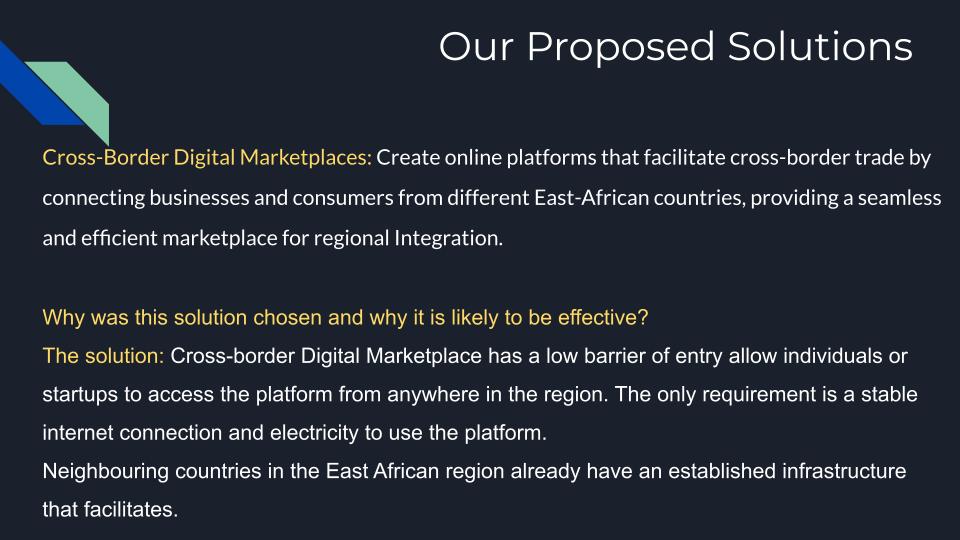 Our Proposed Solutions
Cross-Border Digital Marketplaces: Create online platforms that facilitate cross-border trade by
connecting businesses and consumers from different East-African countries, providing a seamless
and efficient marketplace for regional Integration.
Why was this solution chosen and why it is likely to be effective?
The solution: Cross-border Digital Marketplace has a low barrier of entry allow individuals or
startups to access the platform from anywhere in the region. The only requirement is a stable
internet connection and electricity to use the platform.
Neighbouring countries in the East African region already have an established infrastructure
that facilitates.